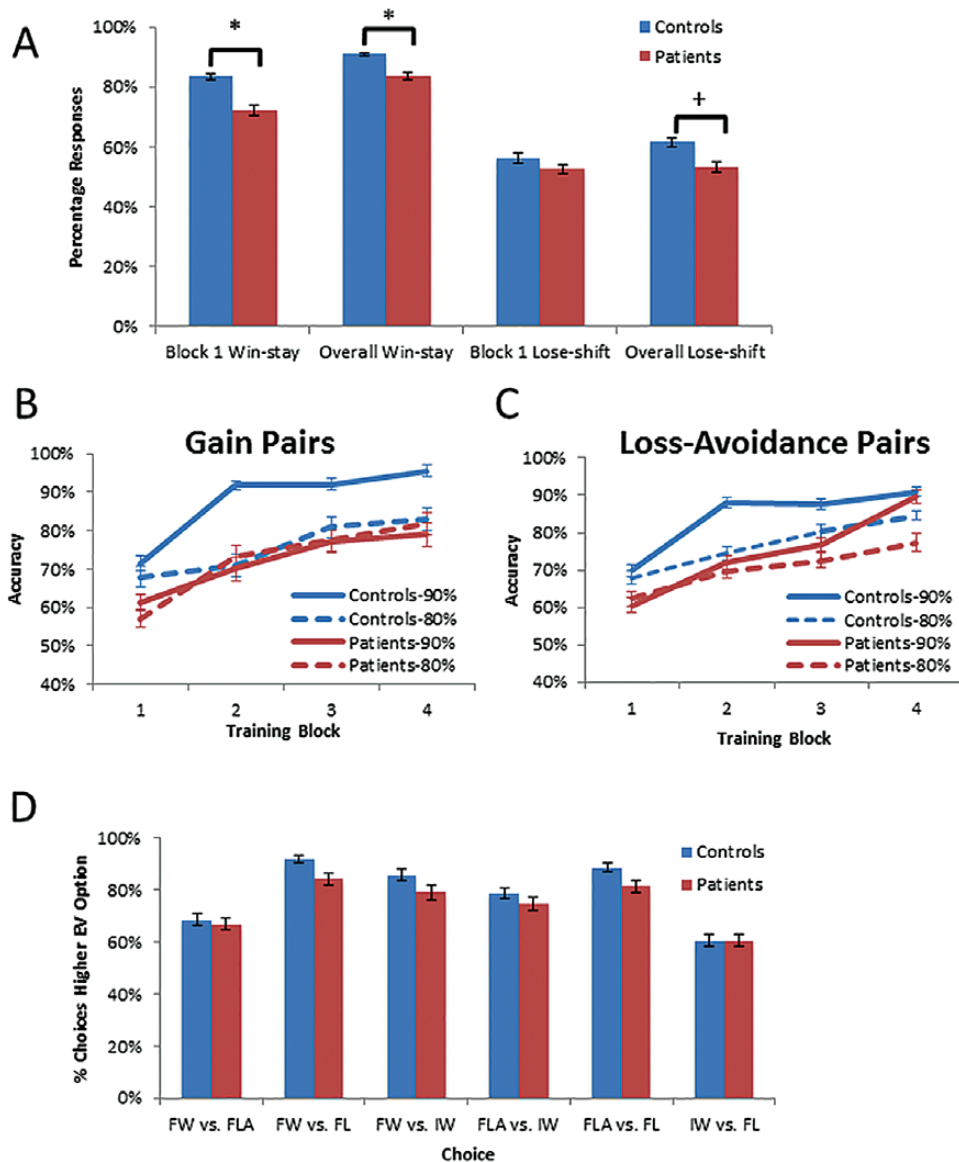 A
100%
80%
60%
40%
20%
0%
Percentage Responses
*
*
+
Controls
Patients
Block 1 Win-stay
Overall Win-stay
Block 1 Lose-shift
Overall Lose-shift
B
Gain Pairs
100%
90%
80%
70%
60%
50%
40%
Accuracy
Controls-90%
Controls-80%
Patients-90%
Patients-80%
1 2 3 4
Training Block
C
Loss-Avoidance Pairs
100%
90%
80%
70%
60%
50%
40%
Accuracy
Controls-90%
Controls-80%
Patients-90%
Patients-80%
1 2 3 4
Training Block
D
100%
80%
60%
40%
20%
0%
% Choices Higher EV Option
Controls
Patients
FW vs. FLA
FW vs. FL
FW vs. IW
FLA vs. IW
FLA vs. FL
IW vs. FL
Choice